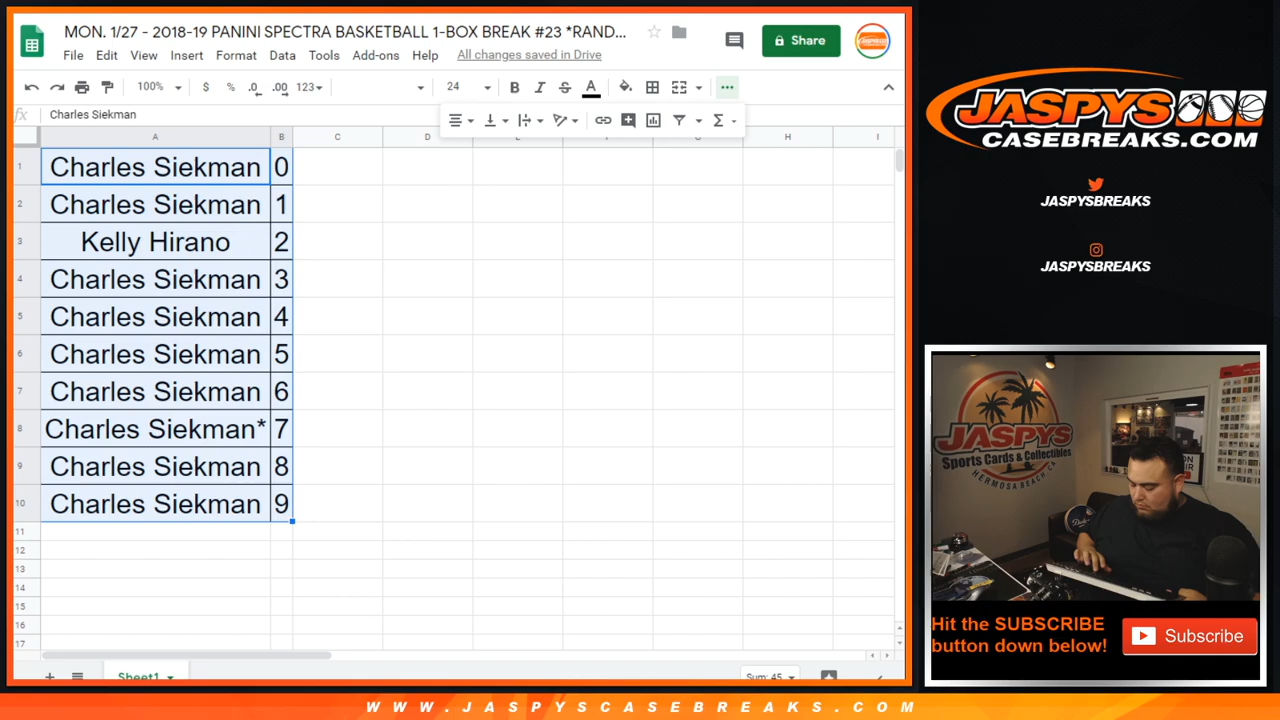 MON. 1/27 - 2018-19 PANINI SPECTRA BASKETBALL 1-BOX BREAK #23 *RAND...
File Edit View Insert Format Data Tools Add-ons Help All changes saved in Drive
Share
100% $ % .0 .00 123 24 B I S A
fx Charles Siekman
A B C D H I
1 Charles Siekman 0
2 Charles Siekman 1
3 Kelly Hirano 2
4 Charles Siekman 3
5 Charles Siekman 4
6 Charles Siekman 5
7 Charles Siekman 6
8 Charles Siekman* 7
9 Charles Siekman 8
10 Charles Siekman 9
11
12
13
14
15
16
17
Sheet1
Sum: 45
JASPYS
CASEBREAKS.COM
JASPYSBREAKS
JASPYSBREAKS
JASPYS
Sports Cards & Collectibles
HERMOSA BEACH CA
Hit the SUBSCRIBE
button down below!
Subscribe
WWW.JASPYSCASEBREAKS.COM